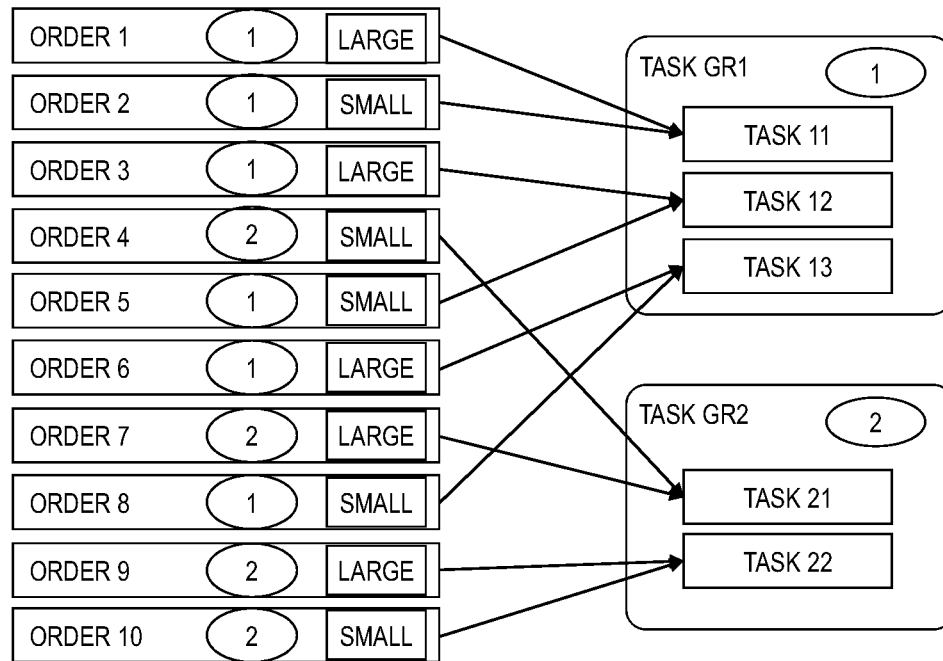 ORDER 1 1 LARGE
ORDER 2 1 SMALL
ORDER 3 1 LARGE
ORDER 4 2 SMALL
ORDER 5 1 SMALL
ORDER 6 1 LARGE
ORDER 7 2 LARGE
ORDER 8 1 SMALL
ORDER 9 2 LARGE
ORDER 10 2 SMALL
TASK GR1 1
TASK 11
TASK 12
TASK 13
TASK GR2 2
TASK 21
TASK 22